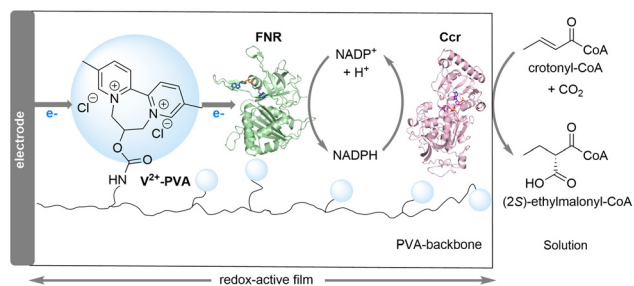 electrode
e-
Cl⊖
N+
N+
Cl⊖
O
O
HN
V²⁺-PVA
e-
FNR
NADP⁺
+ H⁺
NADPH
Ccr
PVA-backbone
O
CoA
crotonyl-CoA
+ CO₂
O
CoA
HO
O
(2S)-ethylmalonyl-CoA
Solution
redox-active film